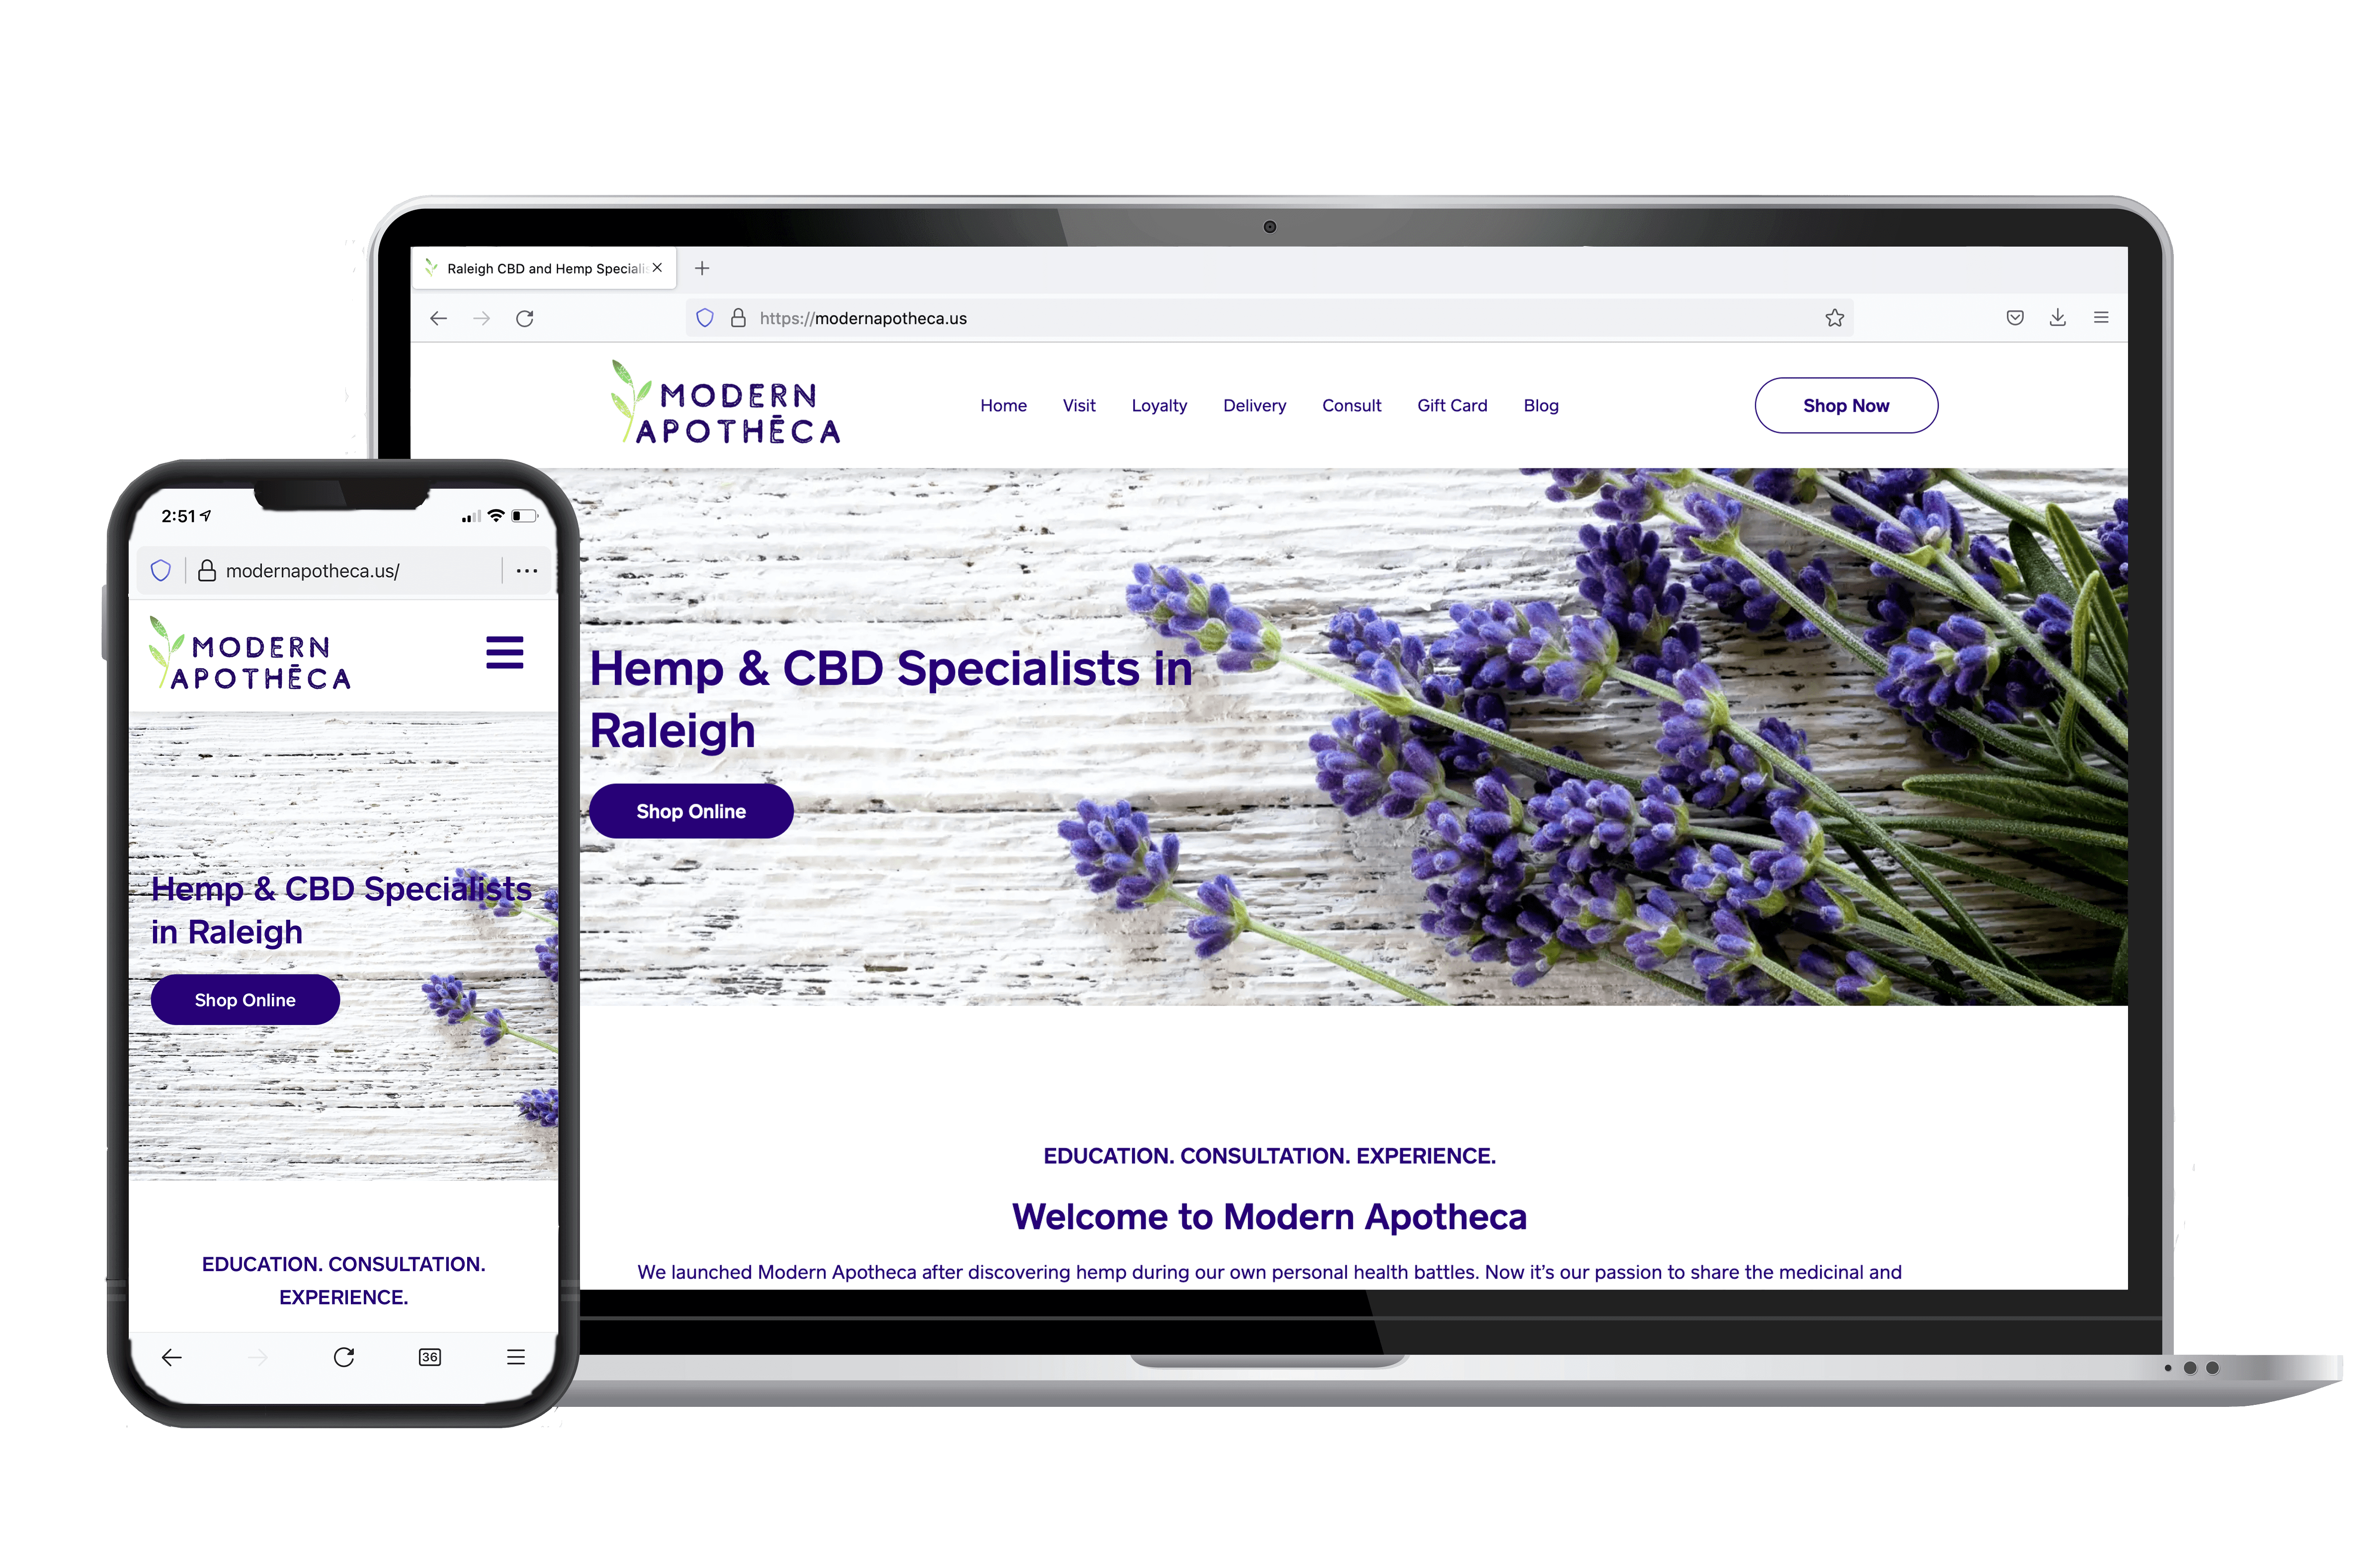 Raleigh CBD and Hemp Speciali
https://modernapotheca.us
MODERN
APOTHĒCA
Home Visit Loyalty Delivery Consult Gift Card Blog
Shop Now
Hemp & CBD Specialists in
Raleigh
Shop Online
EDUCATION. CONSULTATION. EXPERIENCE.
Welcome to Modern Apotheca
We launched Modern Apotheca after discovering hemp during our own personal health battles. Now it’s our passion to share the medicinal and
2:51
modernapotheca.us/
MODERN
APOTHĒCA
Hemp & CBD Specialists
in Raleigh
Shop Online
EDUCATION. CONSULTATION.
EXPERIENCE.
36